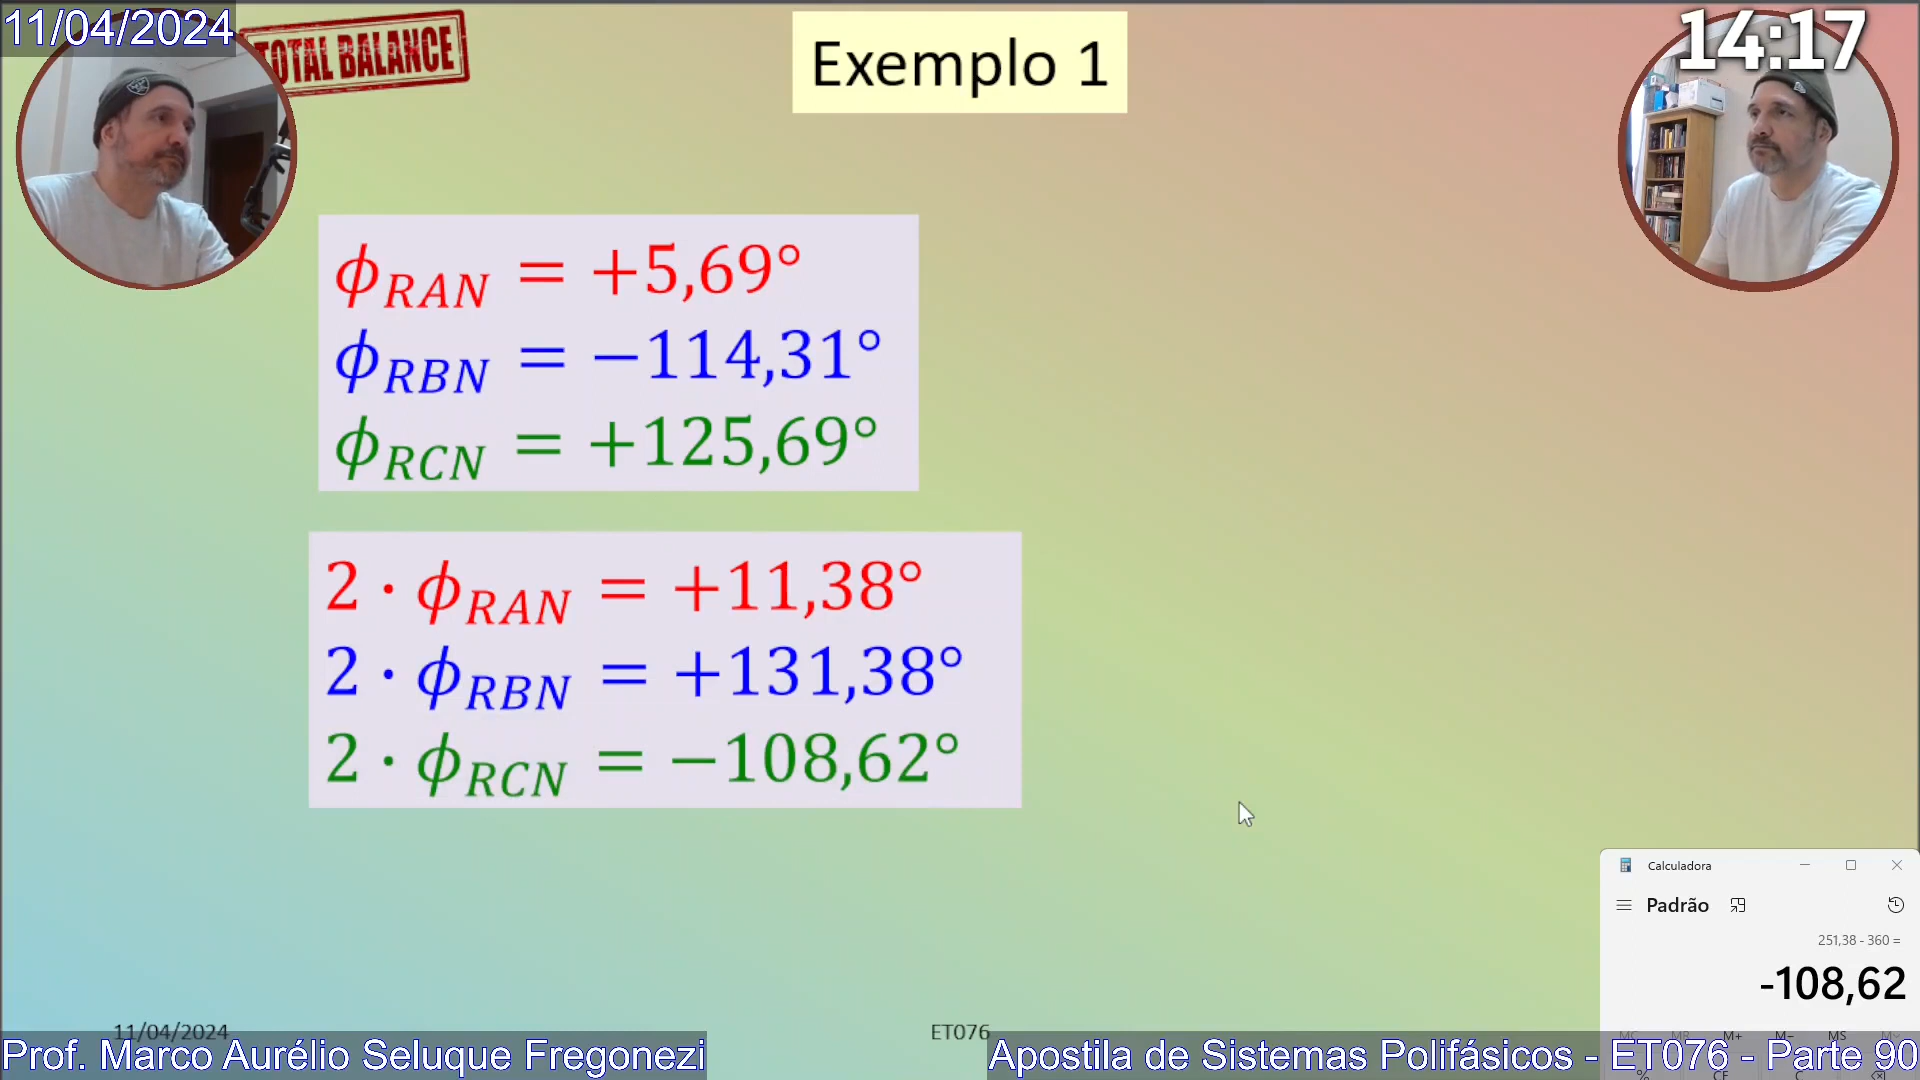 11/04/2024
TOTAL BALANCE
Exemplo 1
14:17
ϕRAN = +5,69°
ϕRBN = −114,31°
ϕRCN = +125,69°
2 · ϕRAN = +11,38°
2 · ϕRBN = +131,38°
2 · ϕRCN = −108,62°
Calculadora
Padrão
251,38 - 360 =
-108,62
11/04/2024
ET076
M+
M-
MS
Prof. Marco Aurélio Seluque Fregonezi
Apostila de Sistemas Polifásicos - ET076 - Parte 90